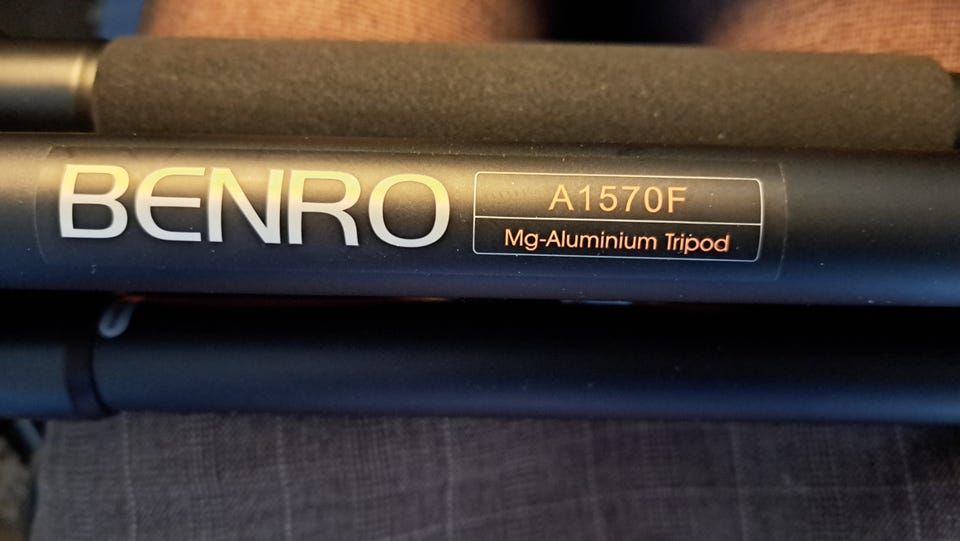 BENRO
A1570F
Mg-Aluminium Tripod